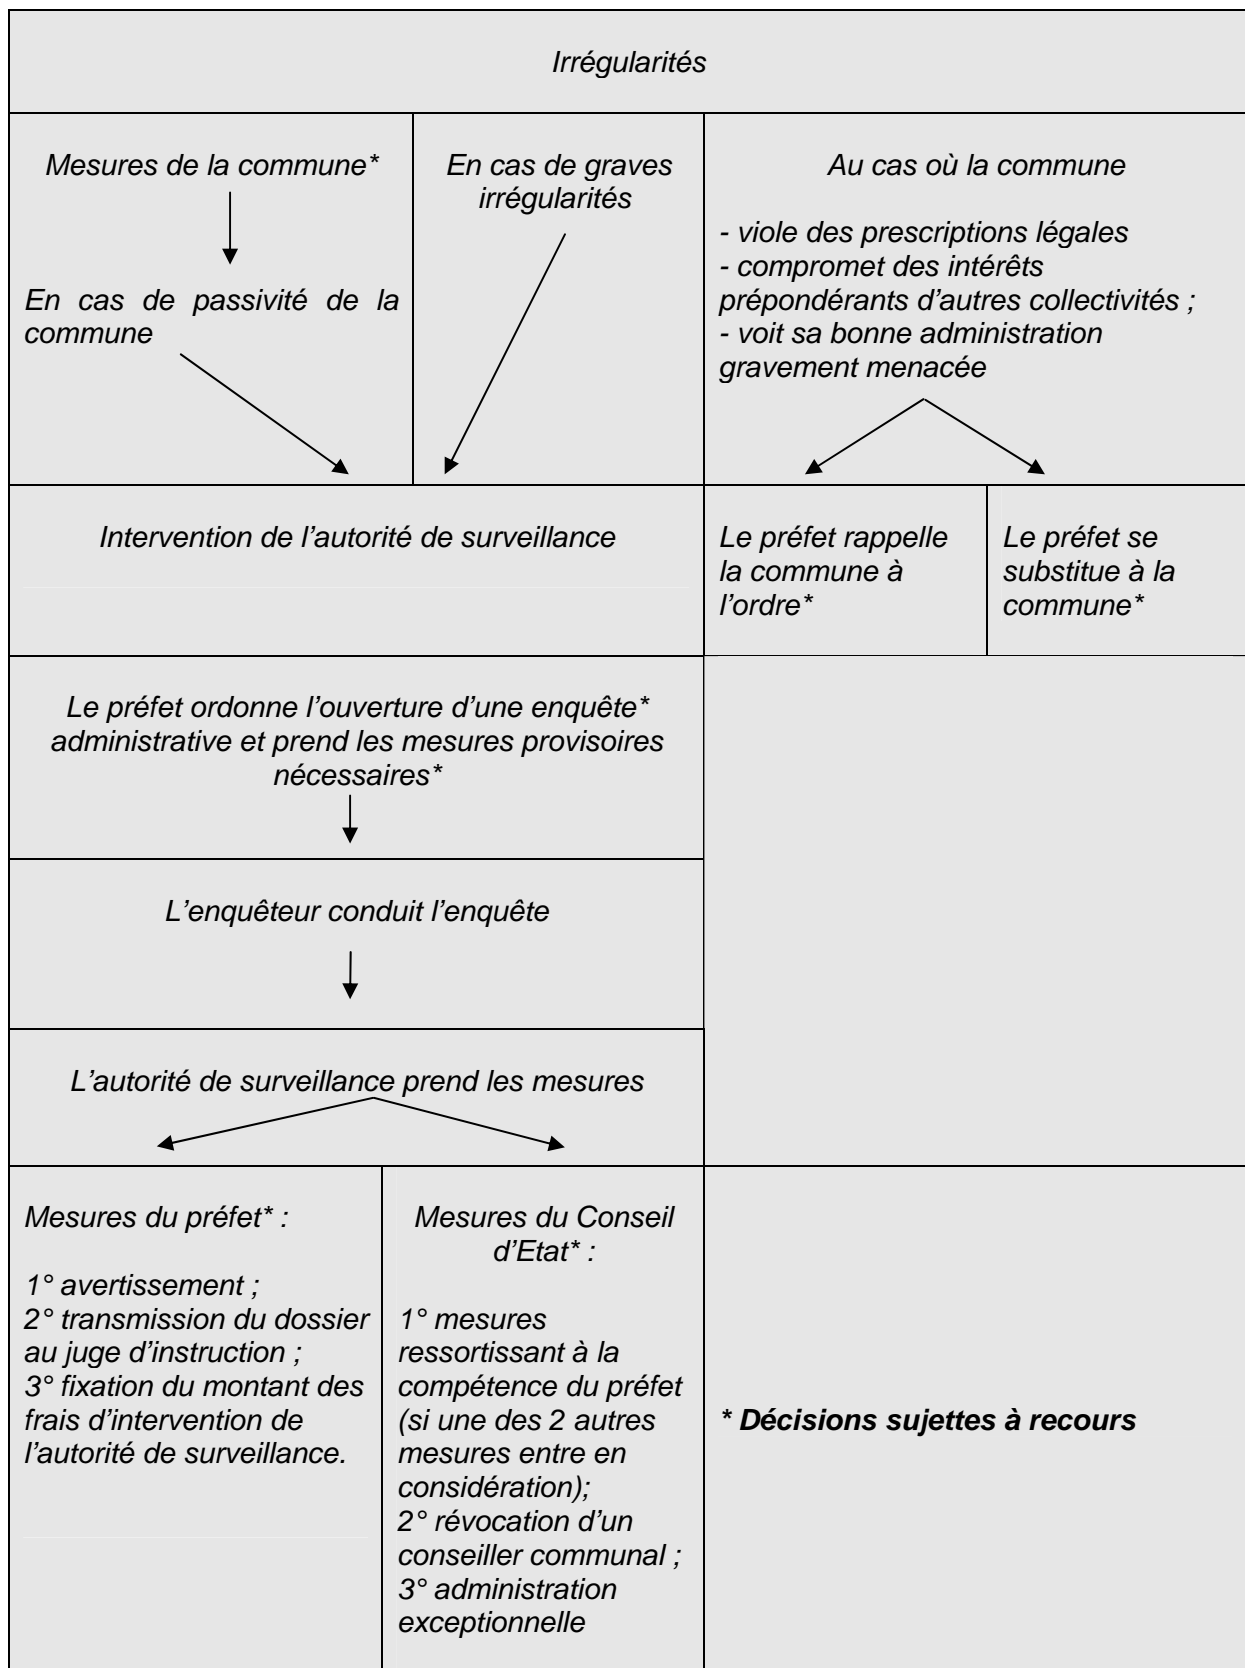 Irrégularités
Mesures de la commune*
En cas de passivité de la
commune
En cas de graves
irrégularités
Au cas où la commune
- viole des prescriptions légales
- compromet des intérêts
prépondérants d’autres collectivités ;
- voit sa bonne administration
gravement menacée
Intervention de l’autorité de surveillance
Le préfet rappelle
la commune à
l’ordre*
Le préfet se
substitue à la
commune*
Le préfet ordonne l’ouverture d’une enquête*
administrative et prend les mesures provisoires
nécessaires*
L’enquêteur conduit l’enquête
L’autorité de surveillance prend les mesures
Mesures du préfet* :
1° avertissement ;
2° transmission du dossier
au juge d’instruction ;
3° fixation du montant des
frais d’intervention de
l’autorité de surveillance.
Mesures du Conseil
d’Etat* :
1° mesures
ressortissant à la
compétence du préfet
(si une des 2 autres
mesures entre en
considération);
2° révocation d’un
conseiller communal ;
3° administration
exceptionnelle
* Décisions sujettes à recours